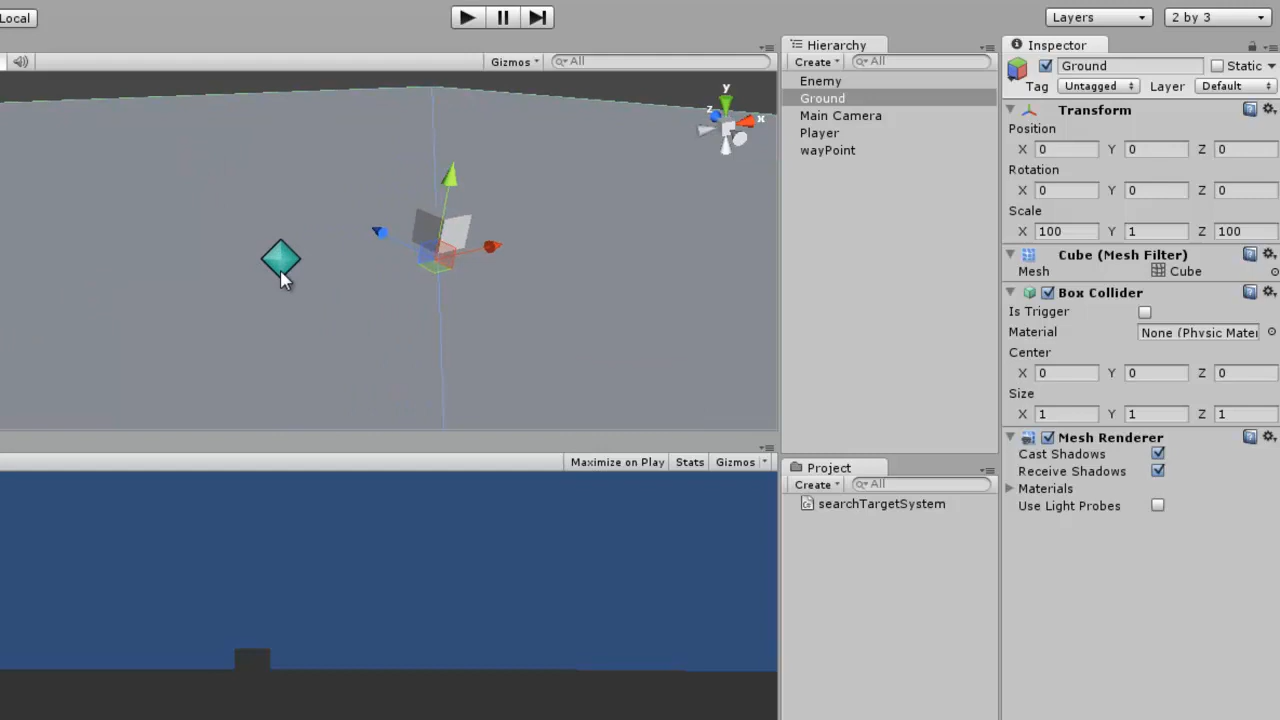 Local
Layers
2 by 3
Gizmos
All
y
z
x
Maximize on Play
Stats
Gizmos
Hierarchy
Create
All
Enemy
Ground
Main Camera
Player
wayPoint
Project
Create
All
searchTargetSystem
Inspector
Ground
Static
Tag
Untagged
Layer
Default
Transform
Position
X 0 Y 0 Z 0
Rotation
X 0 Y 0 Z 0
Scale
X 100 Y 1 Z 100
Cube (Mesh Filter)
Mesh Cube
Box Collider
Is Trigger
Material None (Physic Mater
Center
X 0 Y 0 Z 0
Size
X 1 Y 1 Z 1
Mesh Renderer
Cast Shadows
Receive Shadows
Materials
Use Light Probes